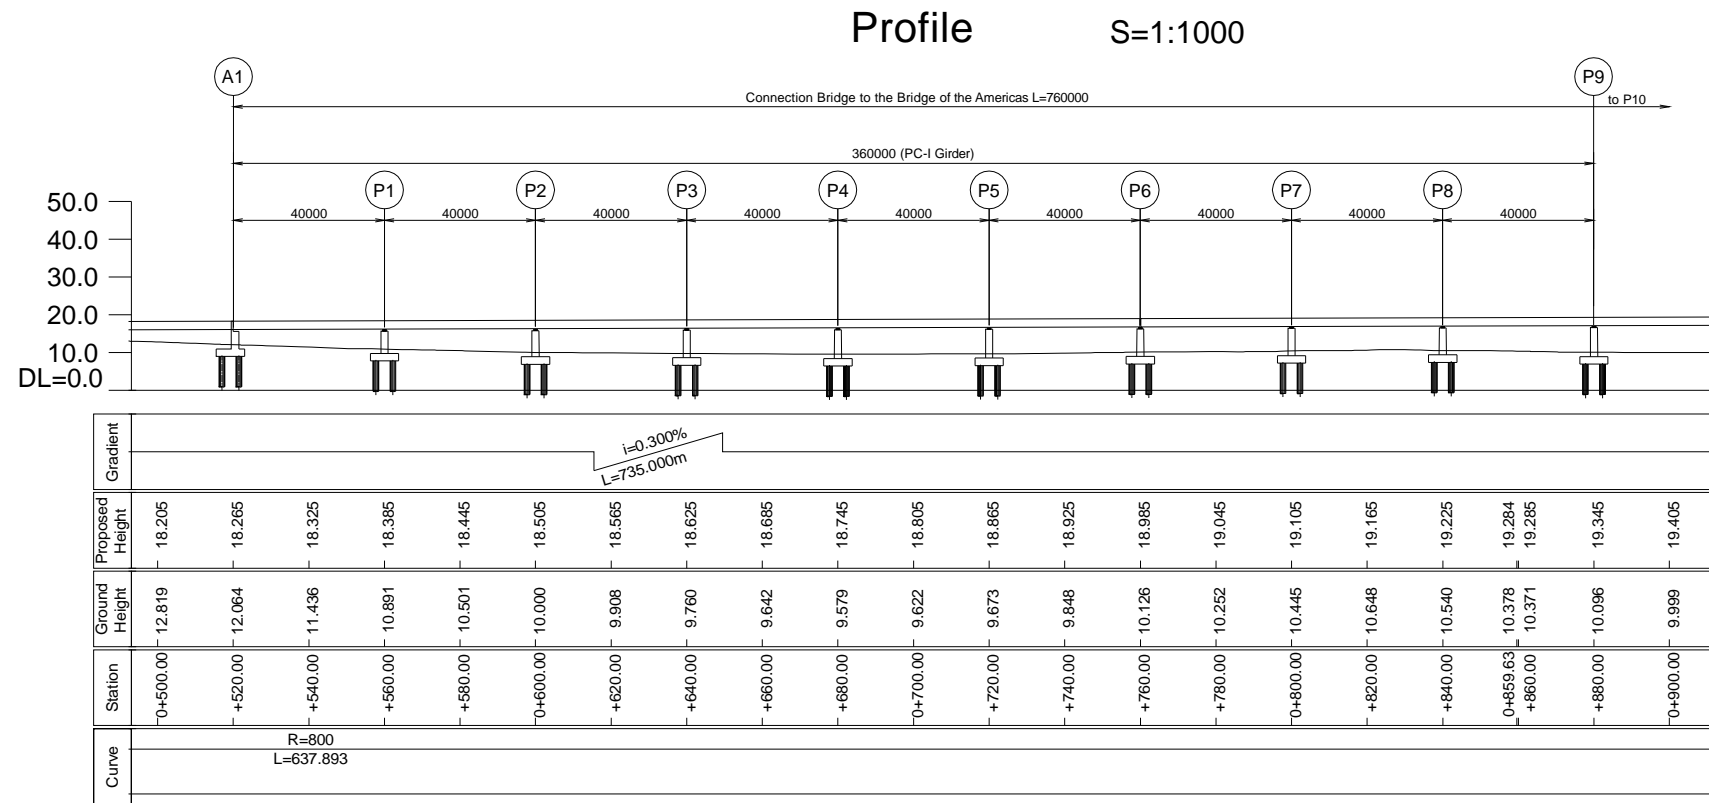 Profile S=1:1000
A1 P9
Connection Bridge to the Bridge of the Americas L=760000 to P10
360000 (PC-I Girder)
P1 P2 P3 P4 P5 P6 P7 P8
40000 40000 40000 40000 40000 40000 40000 40000 40000
50.0
40.0
30.0
20.0
10.0
DL=0.0
Gradient
i=0.300%
L=735.000m
Proposed
Height
18.205 18.265 18.325 18.385 18.445 18.505 18.565 18.625 18.685 18.745 18.805 18.865 18.925 18.985 19.045 19.105 19.165 19.225 19.284 19.285 19.345 19.405
Ground
Height
12.819 12.064 11.436 10.891 10.501 10.000 9.908 9.760 9.642 9.579 9.622 9.673 9.848 10.126 10.252 10.445 10.648 10.540 10.378 10.371 10.096 9.999
Station
0+500.00 +520.00 +540.00 +560.00 +580.00 0+600.00 +620.00 +640.00 +660.00 +680.00 0+700.00 +720.00 +740.00 +760.00 +780.00 0+800.00 +820.00 +840.00 0+859.63 +860.00 +880.00 0+900.00
Curve
R=800
L=637.893